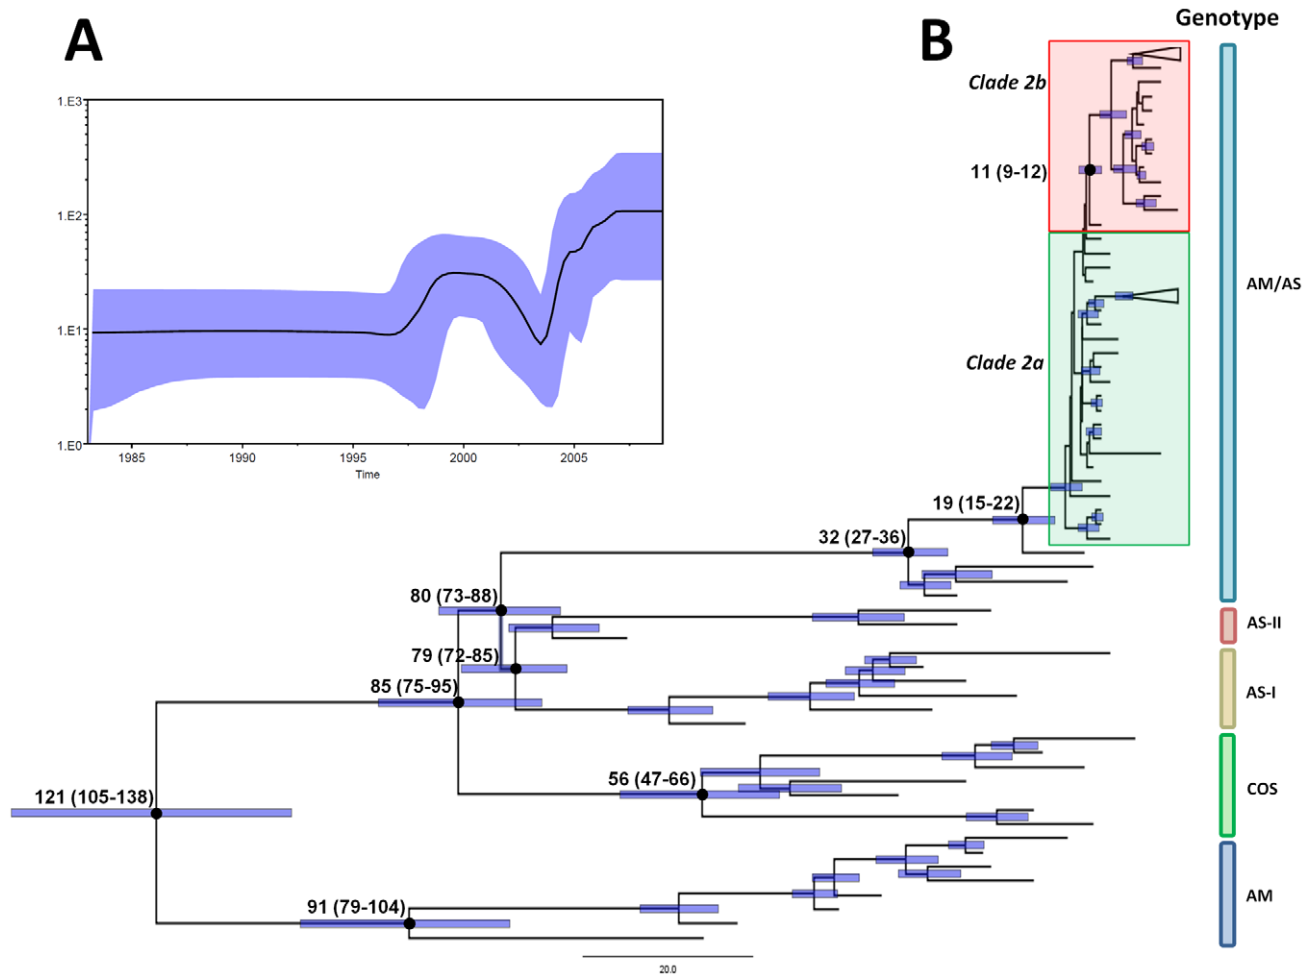 A
B
Genotype
1.E3
1.E2
1.E1
1.E0
1985
1990
1995
2000
2005
Time
Clade 2b
11 (9-12)
AM/AS
Clade 2a
19 (15-22)
32 (27-36)
80 (73-88)
AS-II
79 (72-85)
AS-I
85 (75-95)
56 (47-66)
COS
121 (105-138)
AM
91 (79-104)
20.0